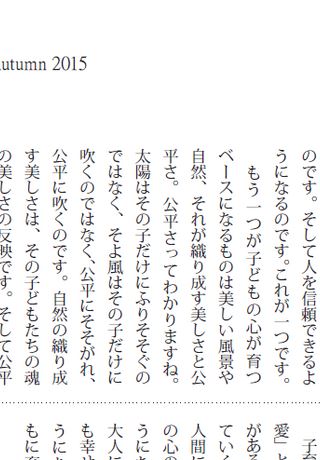 utumn 2015
のです。そして人を信頼できるよ
うになるのです。これが一つです。
もう一つが子どもの心が育つ
ベースになるものは美しい風景や
自然、それが織り成す美しさと公
平さ。公平さってわかりますね。
太陽はその子だけにふりそそぐの
ではなく、そよ風はその子だけに
吹くのではなく、公平にそそがれ、
公平に吹くのです。自然の織り成
す美しさは、その子どもたちの魂
の美しさの反映です。そして公平
子育
愛」と
がある
ていく
人間に
の心の
うにも
大人に
も幸せ
うに
もに